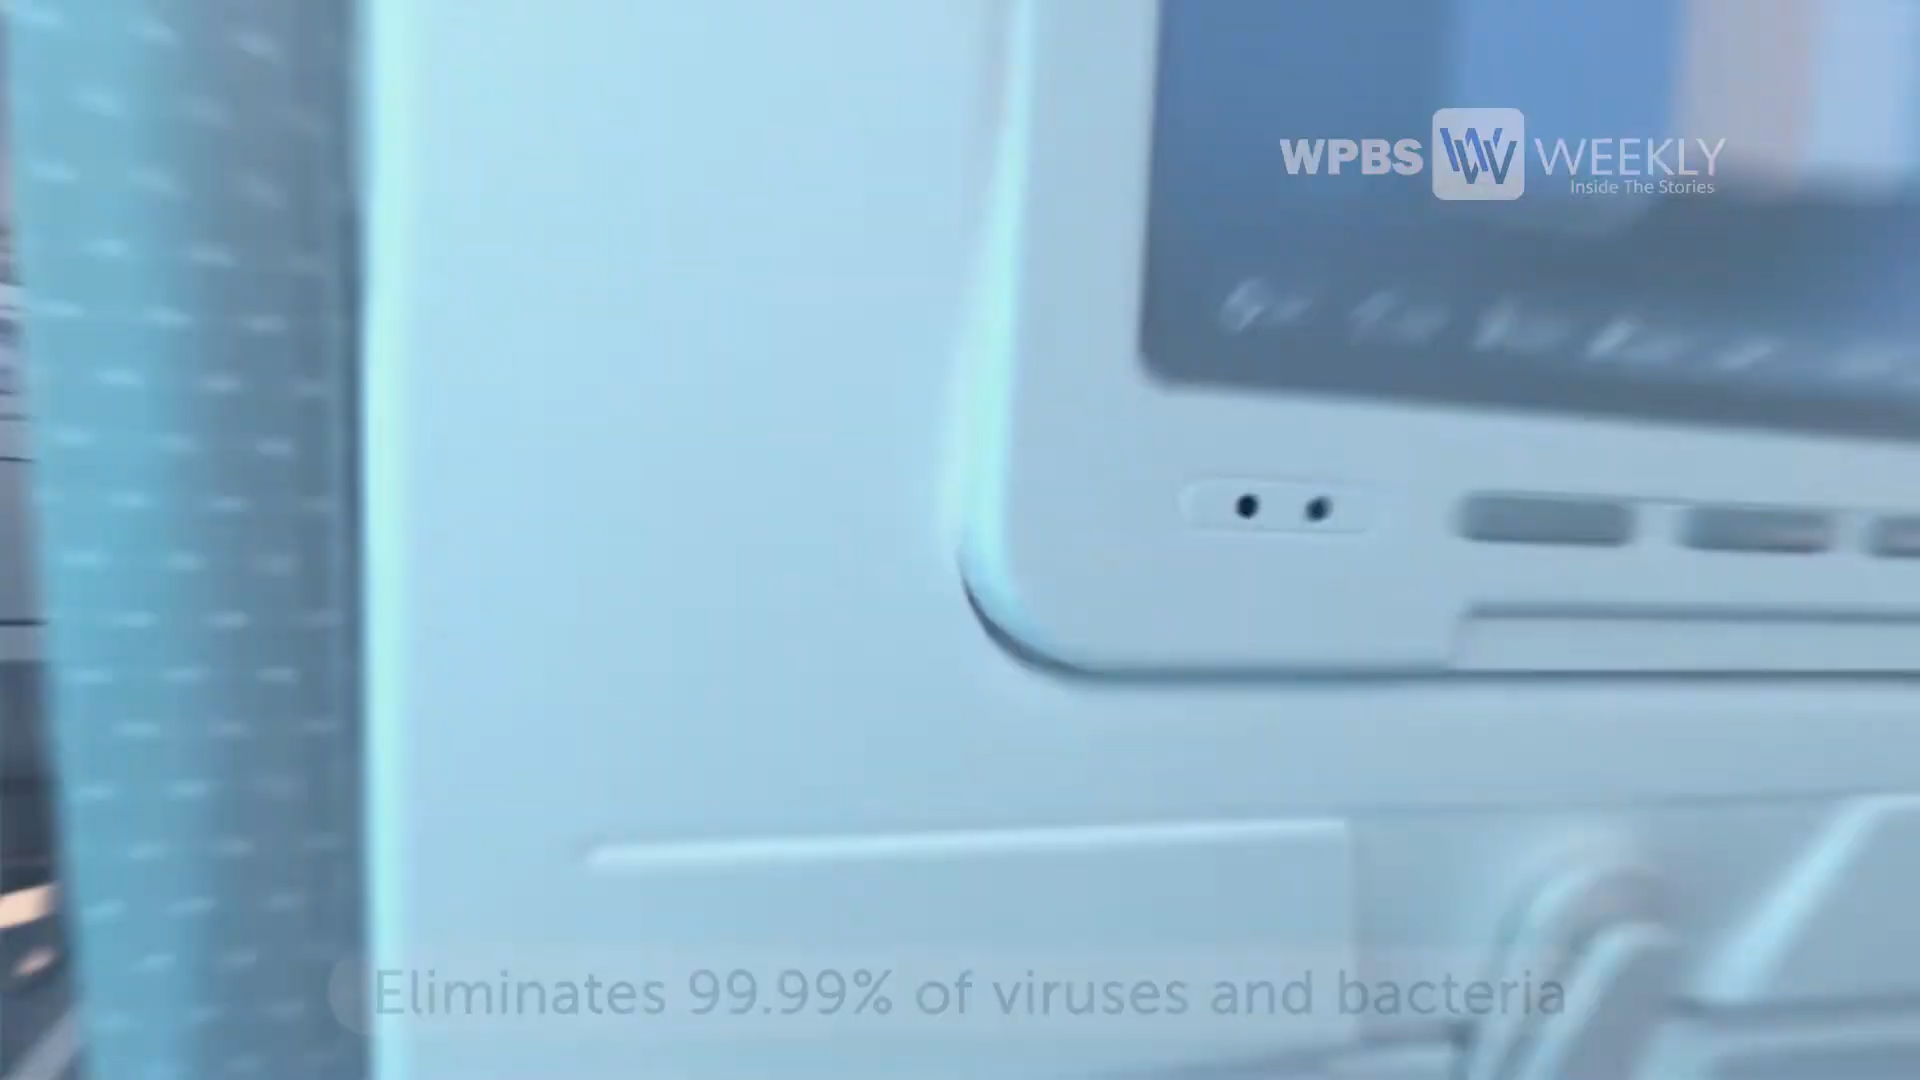 WPBS W WEEKLY
Inside The Stories
Eliminates 99.99% of viruses and bacteria